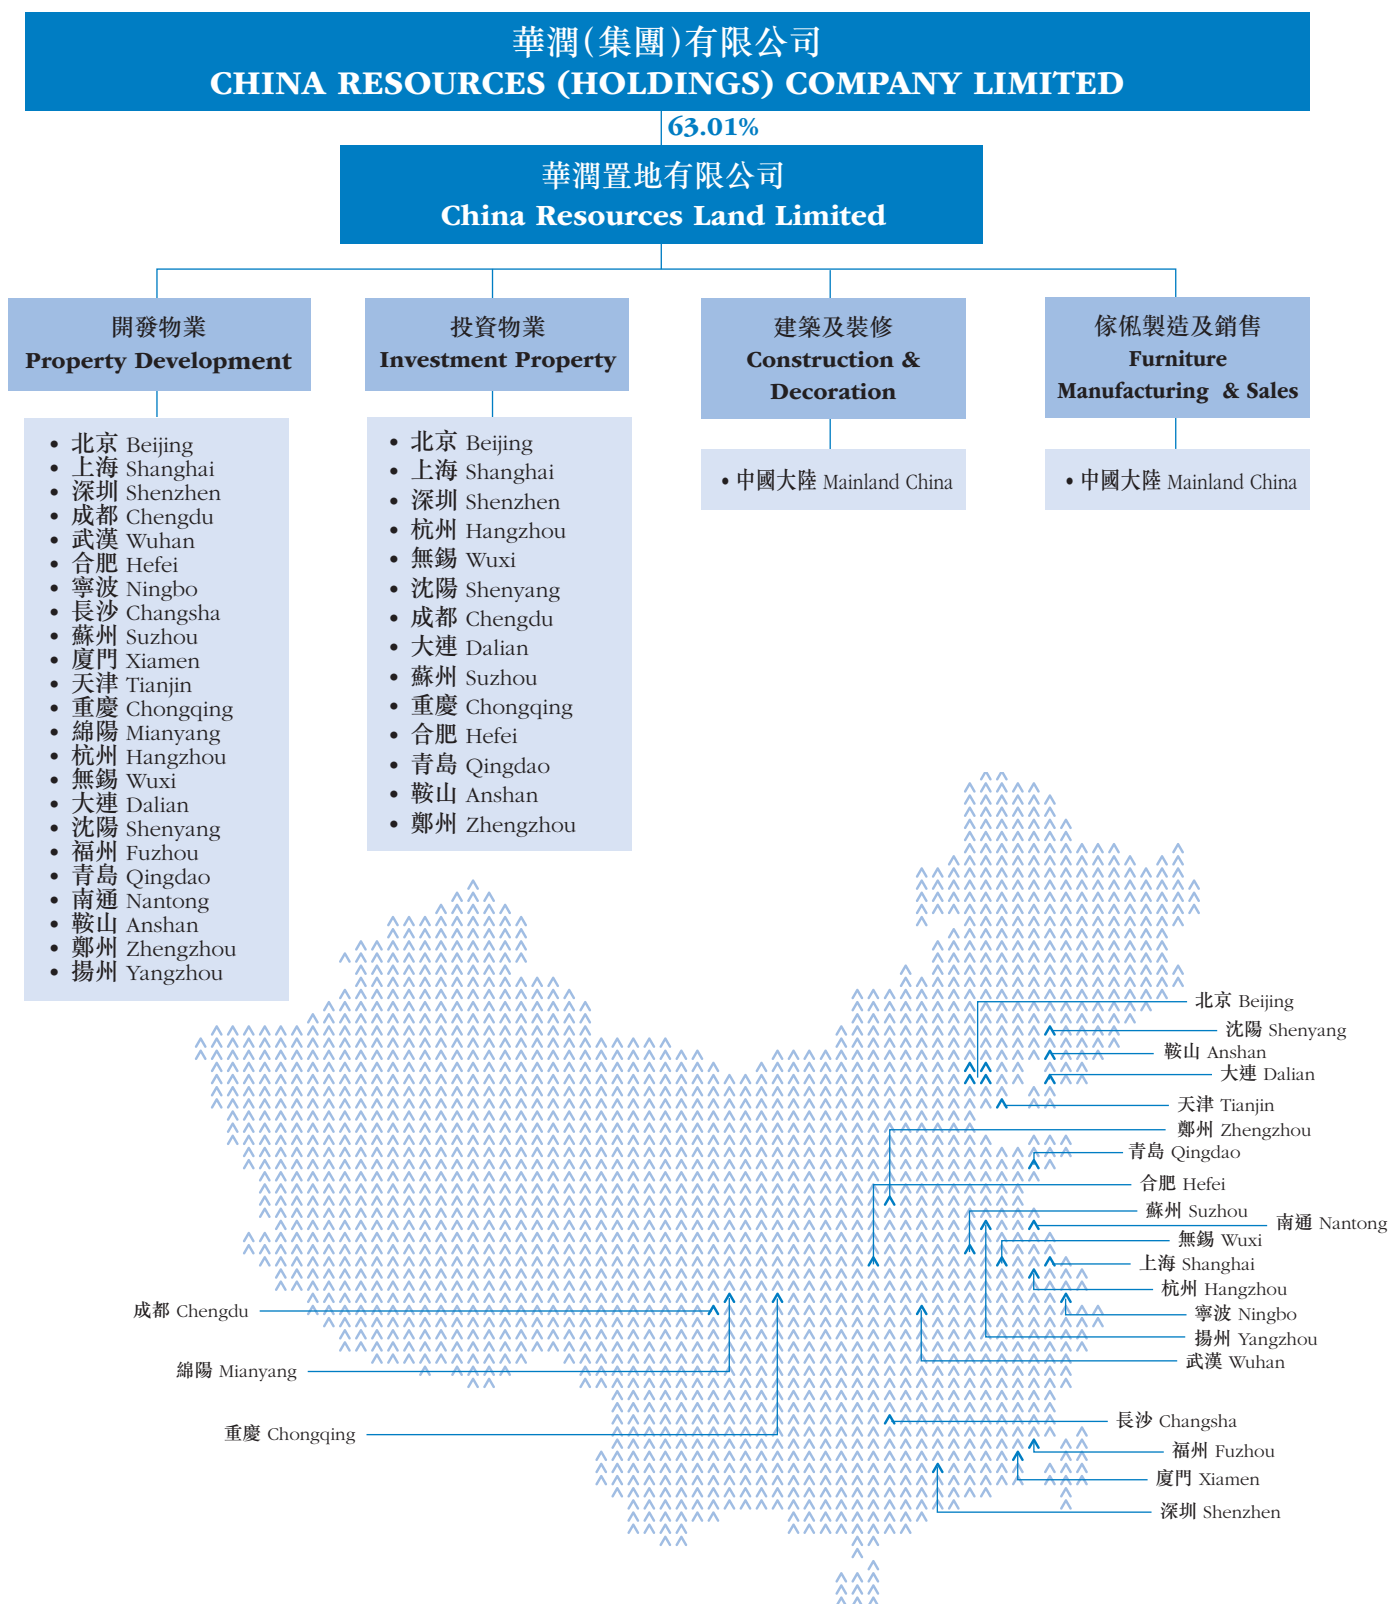 華潤(集團)有限公司
CHINA RESOURCES (HOLDINGS) COMPANY LIMITED
63.01%
華潤置地有限公司
China Resources Land Limited
開發物業
Property Development
• 北京 Beijing
• 上海 Shanghai
• 深圳 Shenzhen
• 成都 Chengdu
• 武漢 Wuhan
• 合肥 Hefei
• 寧波 Ningbo
• 長沙 Changsha
• 蘇州 Suzhou
• 廈門 Xiamen
• 天津 Tianjin
• 重慶 Chongqing
• 綿陽 Mianyang
• 杭州 Hangzhou
• 無錫 Wuxi
• 大連 Dalian
• 沈陽 Shenyang
• 福州 Fuzhou
• 青島 Qingdao
• 南通 Nantong
• 鞍山 Anshan
• 鄭州 Zhengzhou
• 揚州 Yangzhou
投資物業
Investment Property
• 北京 Beijing
• 上海 Shanghai
• 深圳 Shenzhen
• 杭州 Hangzhou
• 無錫 Wuxi
• 沈陽 Shenyang
• 成都 Chengdu
• 大連 Dalian
• 蘇州 Suzhou
• 重慶 Chongqing
• 合肥 Hefei
• 青島 Qingdao
• 鞍山 Anshan
• 鄭州 Zhengzhou
建築及裝修
Construction &
Decoration
• 中國大陸 Mainland China
傢俬製造及銷售
Furniture
Manufacturing & Sales
• 中國大陸 Mainland China
北京 Beijing
沈陽 Shenyang
鞍山 Anshan
大連 Dalian
天津 Tianjin
鄭州 Zhengzhou
青島 Qingdao
合肥 Hefei
蘇州 Suzhou
南通 Nantong
無錫 Wuxi
上海 Shanghai
杭州 Hangzhou
寧波 Ningbo
揚州 Yangzhou
武漢 Wuhan
長沙 Changsha
福州 Fuzhou
廈門 Xiamen
深圳 Shenzhen
成都 Chengdu
綿陽 Mianyang
重慶 Chongqing